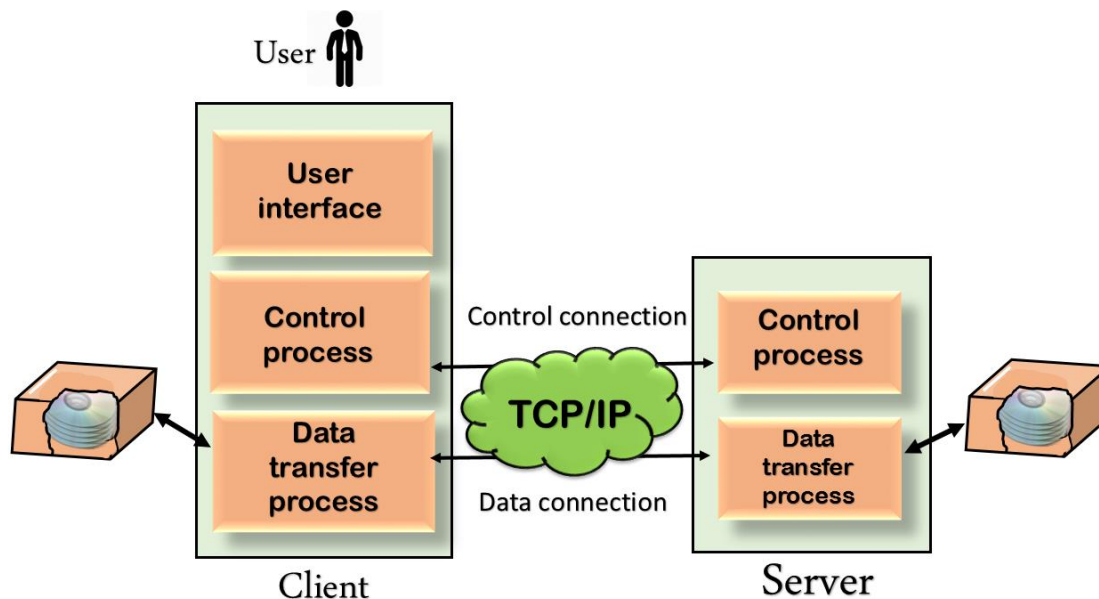 User
User
interface
Control
process
Data
transfer
process
Control connection
TCP/IP
Data connection
Control
process
Data
transfer
process
Client
Server